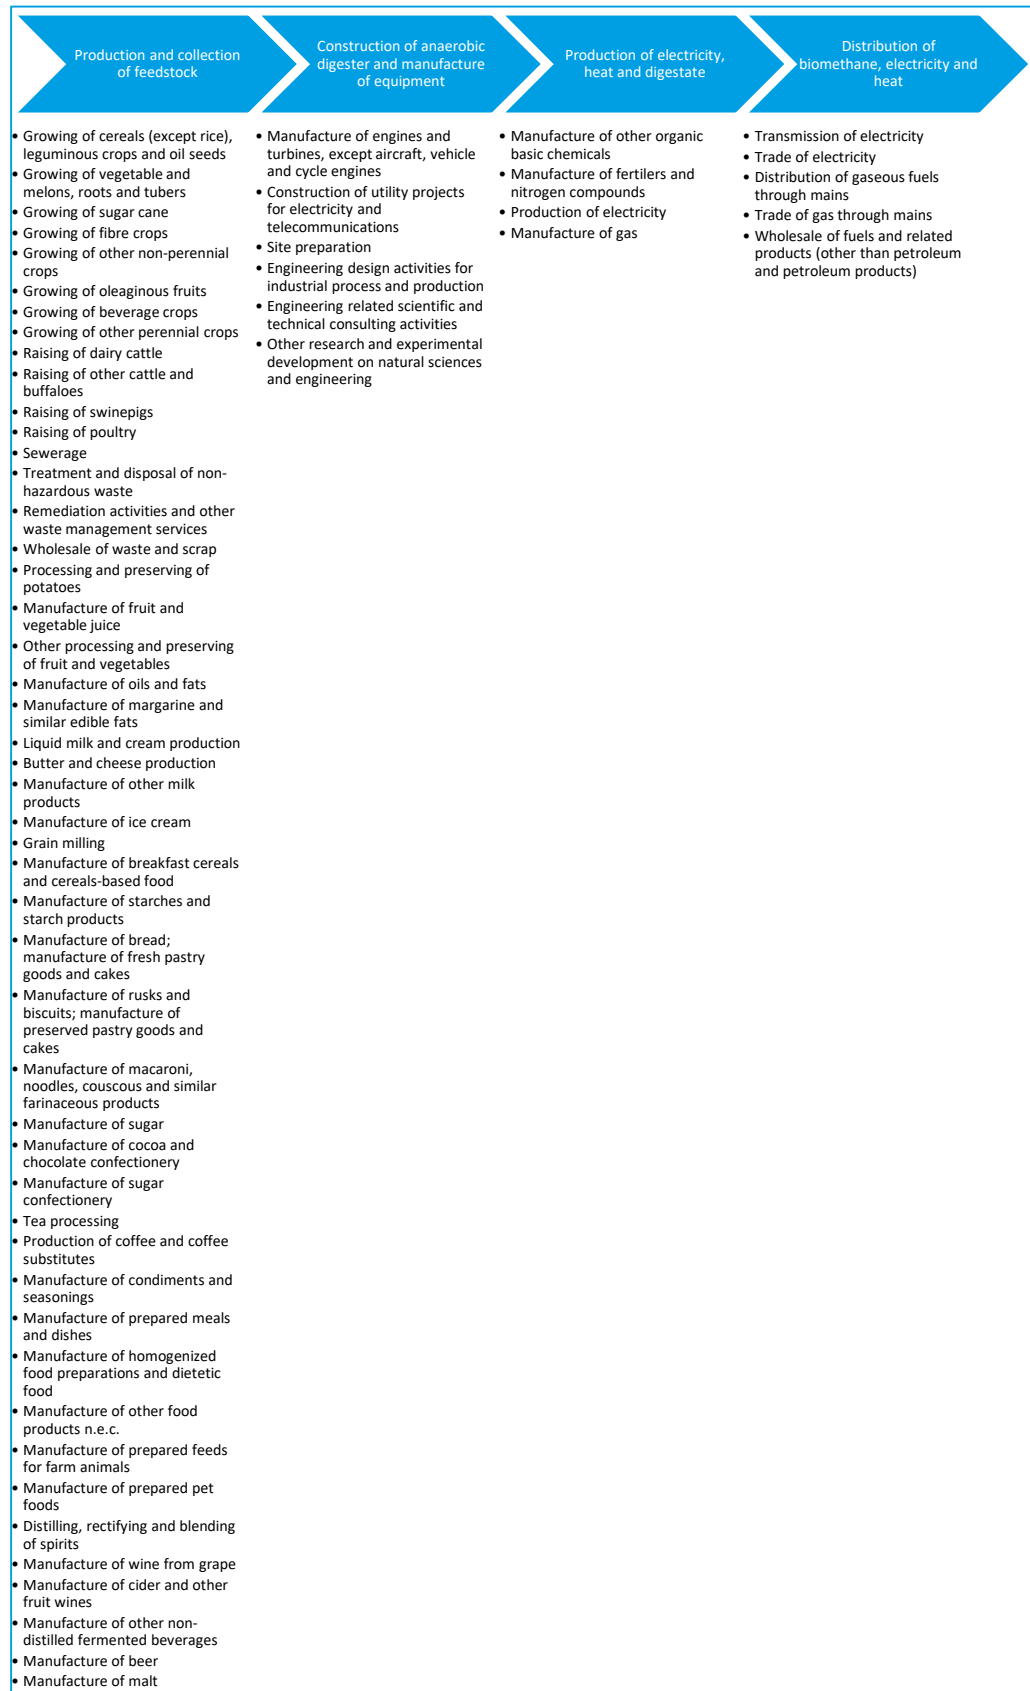 Production and collection
of feedstock
Construction of anaerobic
digester and manufacture
of equipment
Production of electricity,
heat and digestate
Distribution of
biomethane, electricity and
heat
• Growing of cereals (except rice),
leguminous crops and oil seeds
• Growing of vegetable and
melons, roots and tubers
• Growing of sugar cane
• Growing of fibre crops
• Growing of other non-perennial
crops
• Growing of oleaginous fruits
• Growing of beverage crops
• Growing of other perennial crops
• Raising of dairy cattle
• Raising of other cattle and
buffaloes
• Raising of swinepigs
• Raising of poultry
• Sewerage
• Treatment and disposal of non-
hazardous waste
• Remediation activities and other
waste management services
• Wholesale of waste and scrap
• Processing and preserving of
potatoes
• Manufacture of fruit and
vegetable juice
• Other processing and preserving
of fruit and vegetables
• Manufacture of oils and fats
• Manufacture of margarine and
similar edible fats
• Liquid milk and cream production
• Butter and cheese production
• Manufacture of other milk
products
• Manufacture of ice cream
• Grain milling
• Manufacture of breakfast cereals
and cereals-based food
• Manufacture of starches and
starch products
• Manufacture of bread;
manufacture of fresh pastry
goods and cakes
• Manufacture of rusks and
biscuits; manufacture of
preserved pastry goods and
cakes
• Manufacture of macaroni,
noodles, couscous and similar
farinaceous products
• Manufacture of sugar
• Manufacture of cocoa and
chocolate confectionery
• Manufacture of sugar
confectionery
• Tea processing
• Production of coffee and coffee
substitutes
• Manufacture of condiments and
seasonings
• Manufacture of prepared meals
and dishes
• Manufacture of homogenized
food preparations and dietetic
food
• Manufacture of other food
products n.e.c.
• Manufacture of prepared feeds
for farm animals
• Manufacture of prepared pet
foods
• Distilling, rectifying and blending
of spirits
• Manufacture of wine from grape
• Manufacture of cider and other
fruit wines
• Manufacture of other non-
distilled fermented beverages
• Manufacture of beer
• Manufacture of malt
• Manufacture of engines and
turbines, except aircraft, vehicle
and cycle engines
• Construction of utility projects
for electricity and
telecommunications
• Site preparation
• Engineering design activities for
industrial process and production
• Engineering related scientific and
technical consulting activities
• Other research and experimental
development on natural sciences
and engineering
• Manufacture of other organic
basic chemicals
• Manufacture of fertilers and
nitrogen compounds
• Production of electricity
• Manufacture of gas
• Transmission of electricity
• Trade of electricity
• Distribution of gaseous fuels
through mains
• Trade of gas through mains
• Wholesale of fuels and related
products (other than petroleum
and petroleum products)